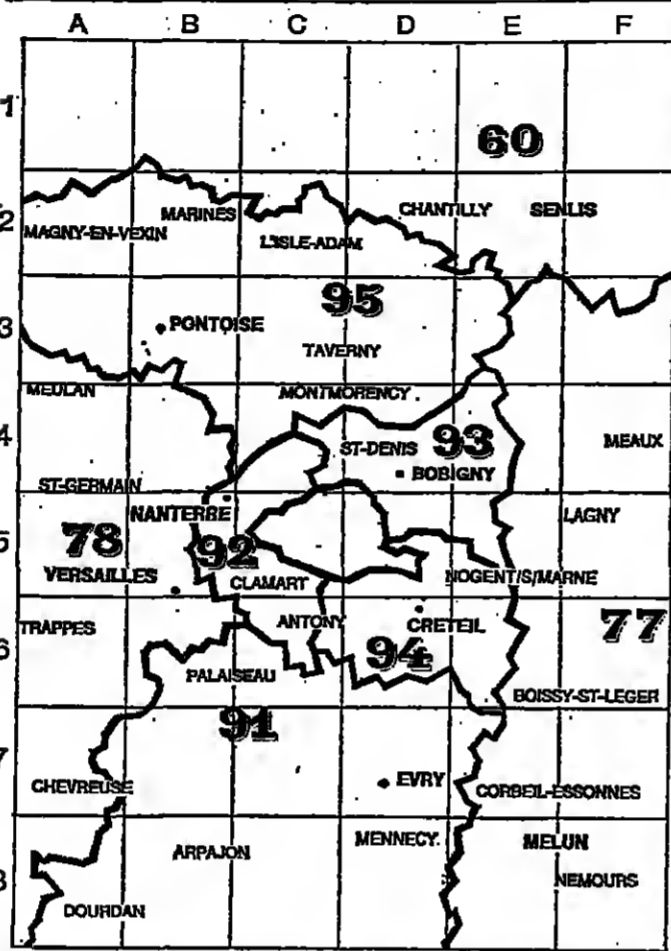 A B C D E F
1
60
2
MARINES CHANTILLY SENLIS
MAGNY-EN-VEXIN L'ISLE-ADAM
95
3 PONTOISE
TAVERNY
MEULAN MONTMORENCY
4 ST-DENIS 93 MEAUX
BOBIGNY
ST-GERMAIN
NANTERRE LAGNY
5 78 92
VERSAILLES CLAMART NOGENT/S/MARNE
TRAPPES ANTONY CRETEIL 77
6 94
PALAISEAU BOISSY-ST-LEGER
91
7
CHEVREUSE EVRY CORBEIL-ESSONNES
MENNECY. MELUN
ARPAJON
8 NEMOURS
DOURDAN